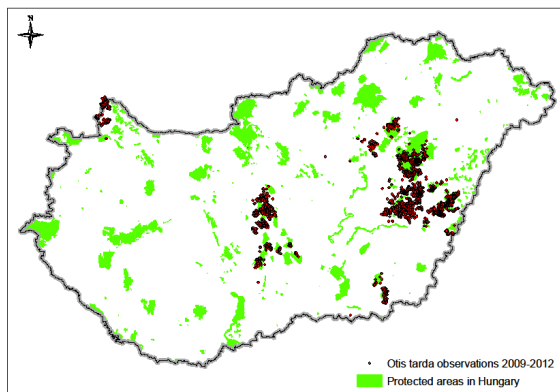 N
Otis tarda observations 2009-2012
Protected areas in Hungary